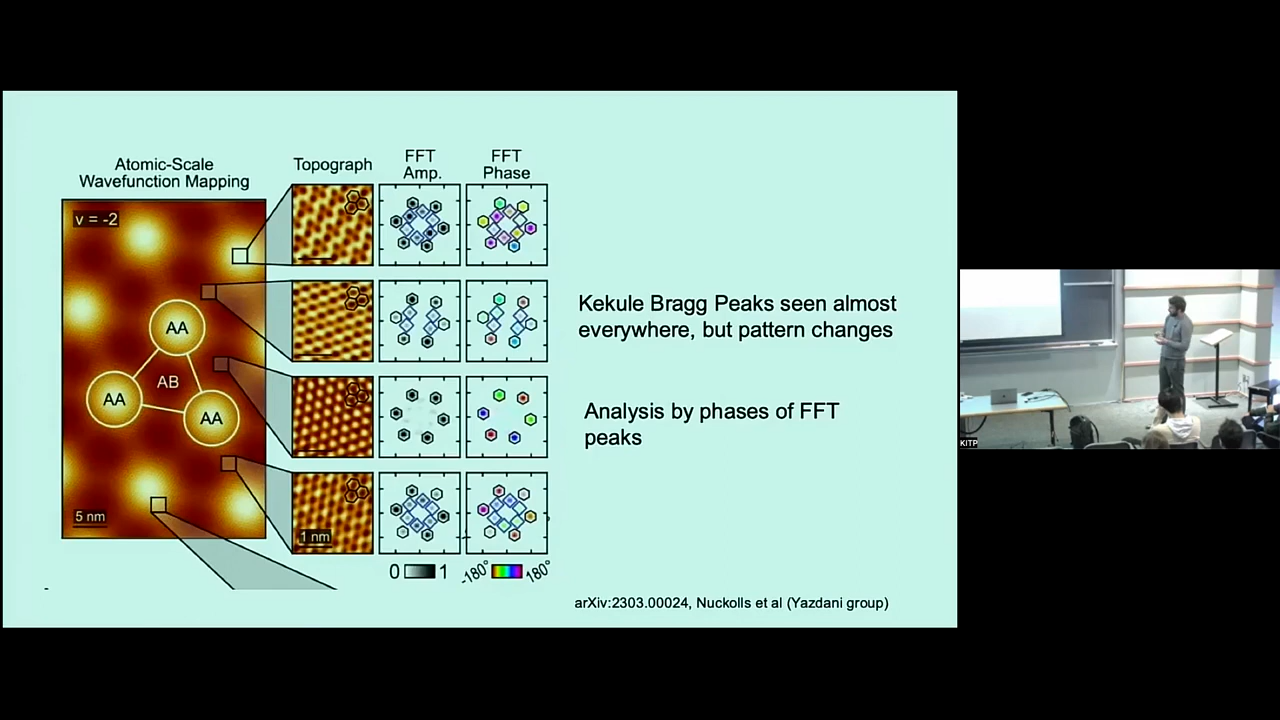 Atomic-Scale
Wavefunction Mapping
Topograph
FFT
Amp.
FFT
Phase
ν = -2
AA
AB
AA
AA
5 nm
1 nm
0
1
-180°
180°
Kekule Bragg Peaks seen almost
everywhere, but pattern changes
Analysis by phases of FFT
peaks
arXiv:2303.00024, Nuckolls et al (Yazdani group)
KITP